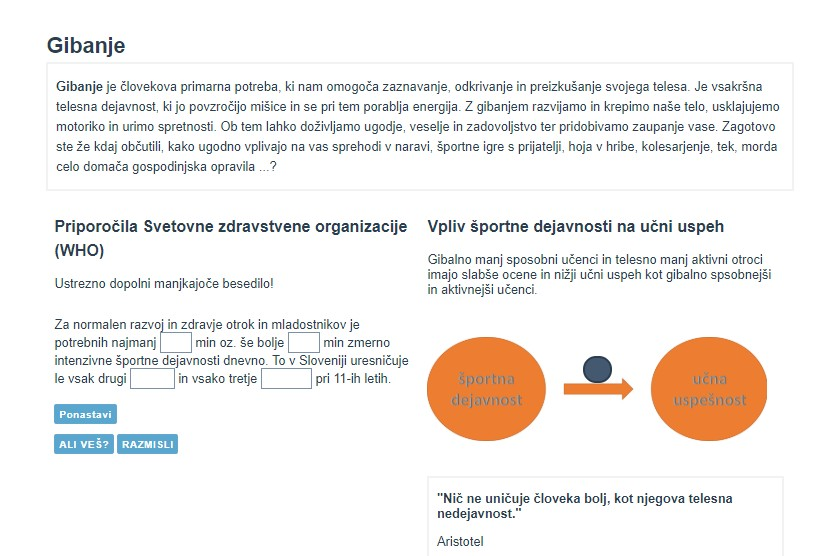 Gibanje
Gibanje je človekova primarna potreba, ki nam omogoča zaznavanje, odkrivanje in preizkušanje svojega telesa. Je vsakršna
telesna dejavnost, ki jo povzročijo mišice in se pri tem porablja energija. Z gibanjem razvijamo in krepimo naše telo, usklajujemo
motoriko in urimo spretnosti. Ob tem lahko doživljamo ugodje, veselje in zadovoljstvo ter pridobivamo zaupanje vase. Zagotovo
ste že kdaj občutili, kako ugodno vplivajo na vas sprehodi v naravi, športne igre s prijatelji, hoja v hribe, kolesarjenje, tek, morda
celo domača gospodinjska opravila ...?
Priporočila Svetovne zdravstvene organizacije
(WHO)
Ustrezno dopolni manjkajoče besedilo!
Za normalen razvoj in zdravje otrok in mladostnikov je
potrebnih najmanj min oz. še bolje min zmerno
intenzivne športne dejavnosti dnevno. To v Sloveniji uresničuje
le vsak drugi in vsako tretje pri 11-ih letih.
Ponastavi
ALI VEŠ? RAZMISLI
Vpliv športne dejavnosti na učni uspeh
Gibalno manj sposobni učenci in telesno manj aktivni otroci
imajo slabše ocene in nižji učni uspeh kot gibalno spsobnejši
in aktivnejši učenci.
športna
dejavnost
učna
uspešnost
"Nič ne uničuje človeka bolj, kot njegova telesna
nedejavnost."
Aristotel